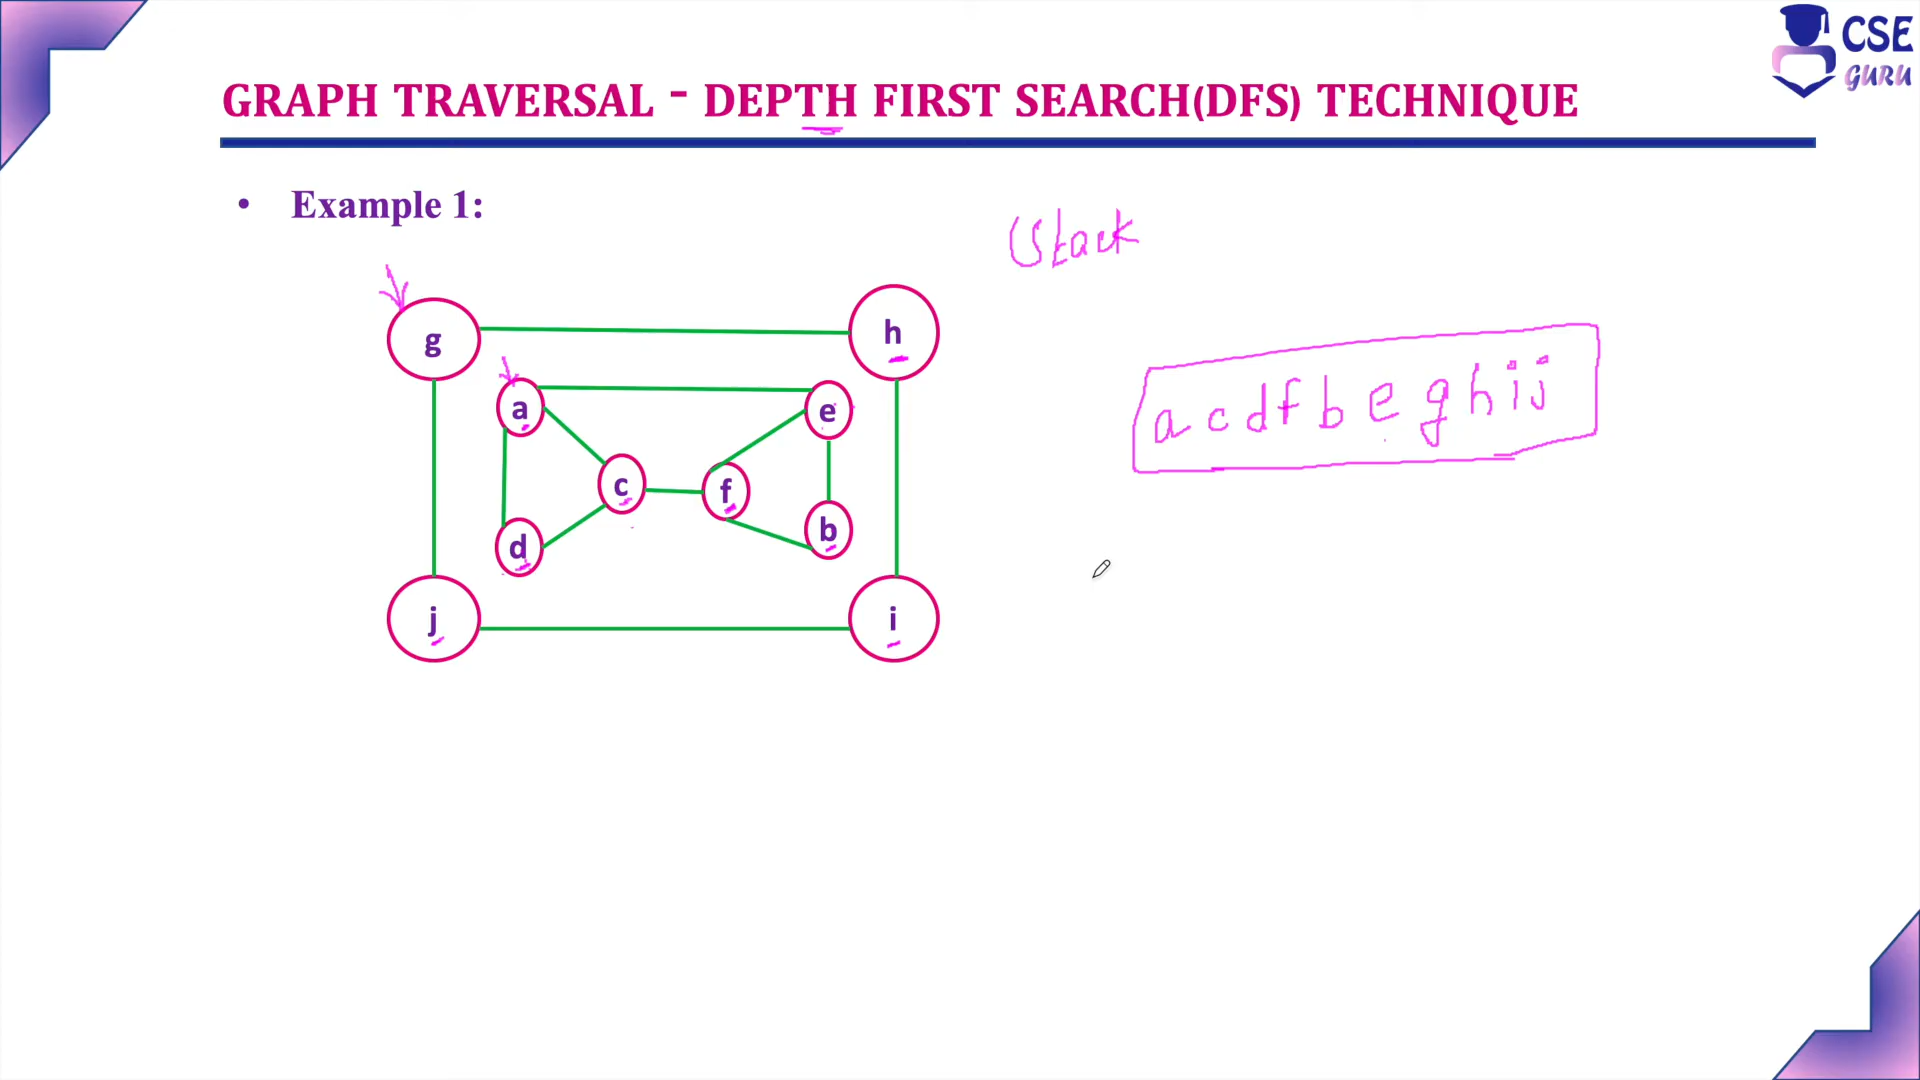 CSE
GURU
GRAPH TRAVERSAL - DEPTH FIRST SEARCH(DFS) TECHNIQUE
• Example 1:
Stack
g
h
a
e
c
f
b
d
j
i
a c d f b e g h i j